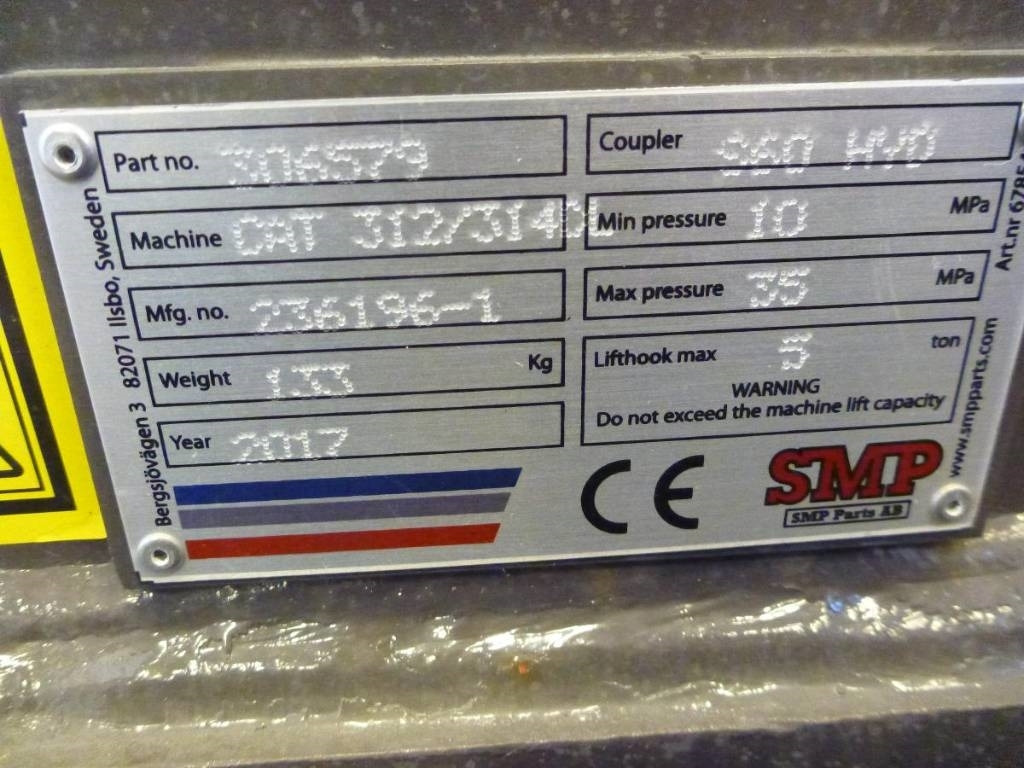 Part no. 306579
Machine CAT 312/314DL
Mfg. no. 236196-1
Weight 133 Kg
Year 2017
Coupler S60 HYD
Min pressure 10 MPa
Max pressure 35 MPa
Lifthook max 5 ton
WARNING
Do not exceed the machine lift capacity
CE
SMP
SMP Parts AB
Bergsjövägen 3 82071 Ilsbo, Sweden
www.smpparts.com
Art.nr